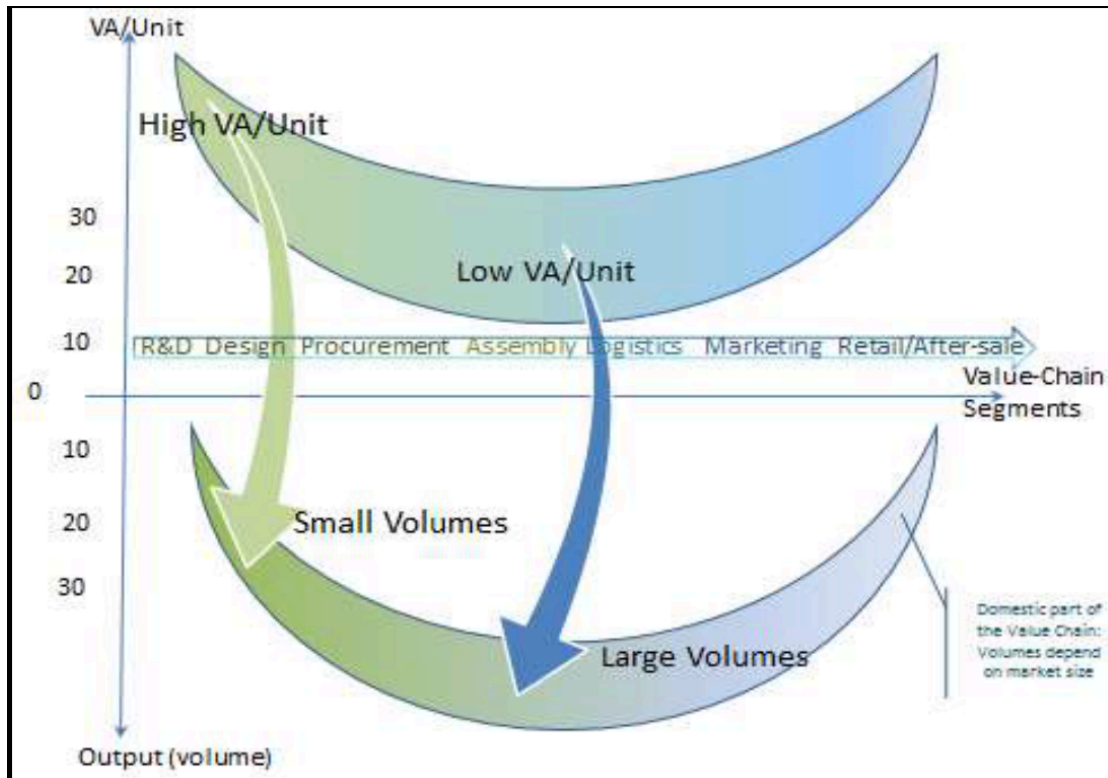 VA/Unit
High VA/Unit
30
20
Low VA/Unit
10
R&D Design Procurement Assembly Logistics Marketing Retail/After-sale
0
Value-Chain
Segments
10
20
Small Volumes
30
Domestic part of
the Value Chain:
Volumes depend
on market size
Large Volumes
Output (volume)